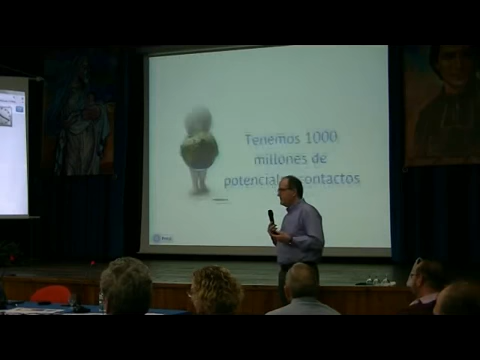 Tenemos 1000
millones de
potenciales contactos